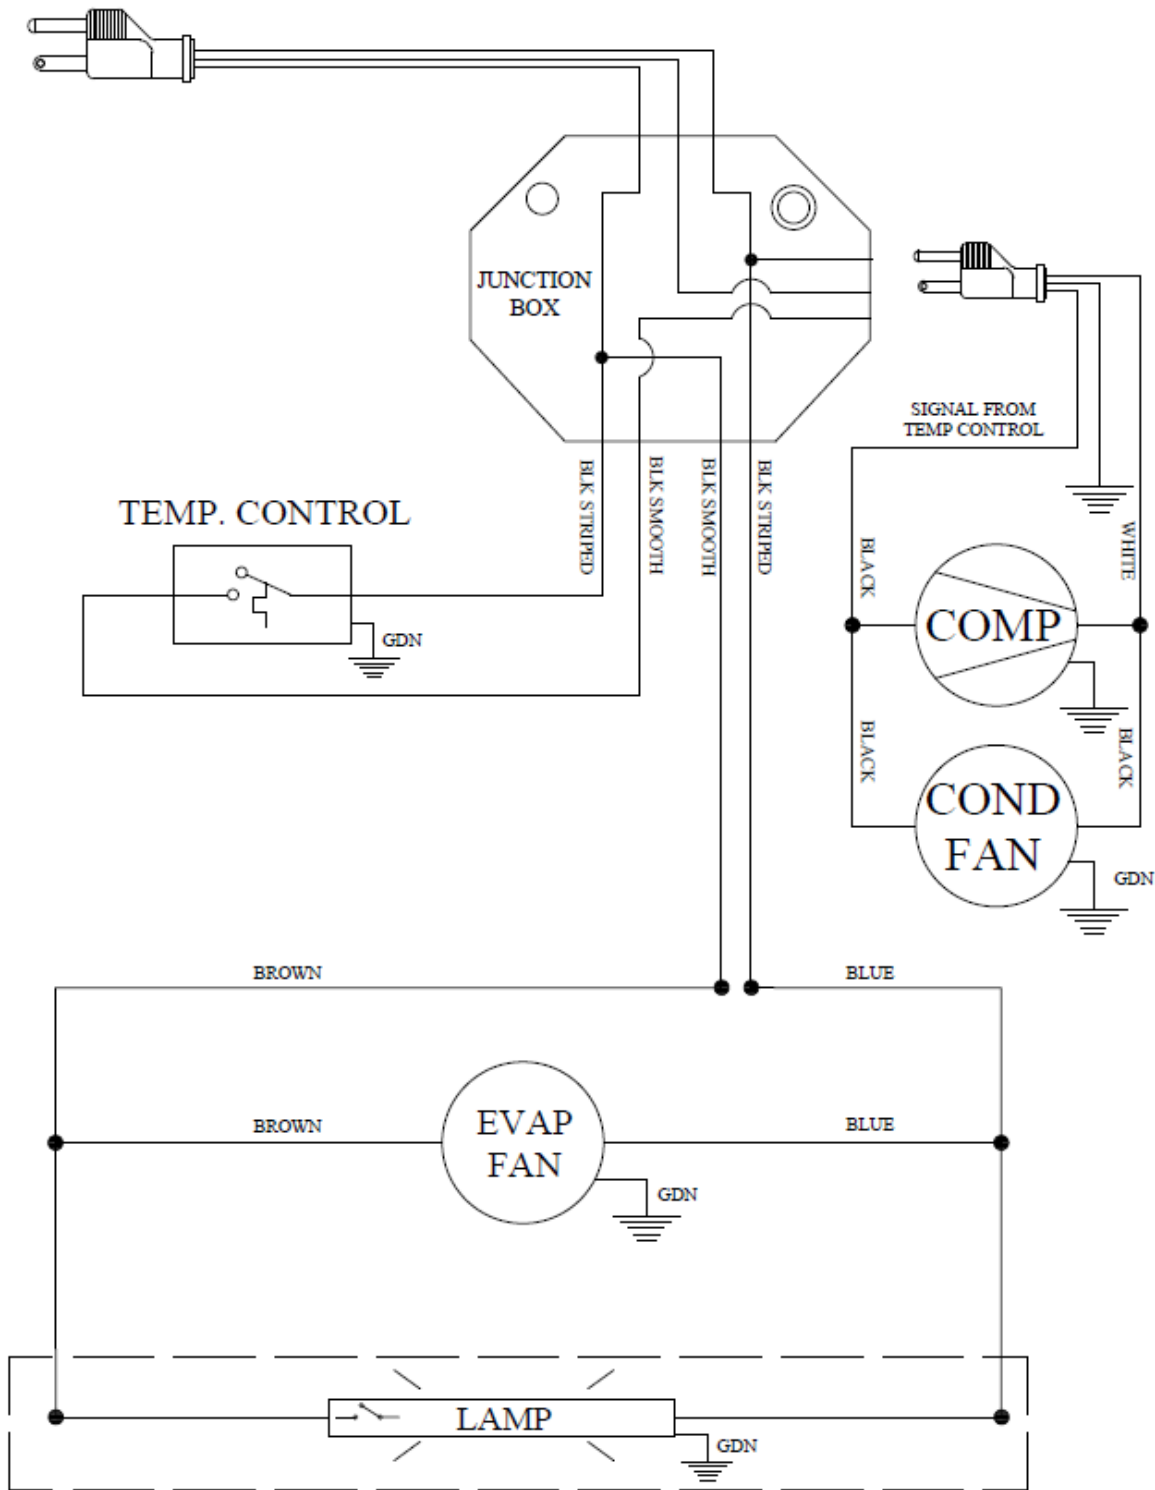 JUNCTION
BOX
SIGNAL FROM
TEMP CONTROL
BLK STRIPED
BLK SMOOTH
BLK SMOOTH
BLK STRIPED
TEMP. CONTROL
GDN
BLACK
WHITE
COMP
BLACK
BLACK
COND
FAN
GDN
BROWN
BLUE
BROWN
EVAP
FAN
BLUE
GDN
LAMP
GDN